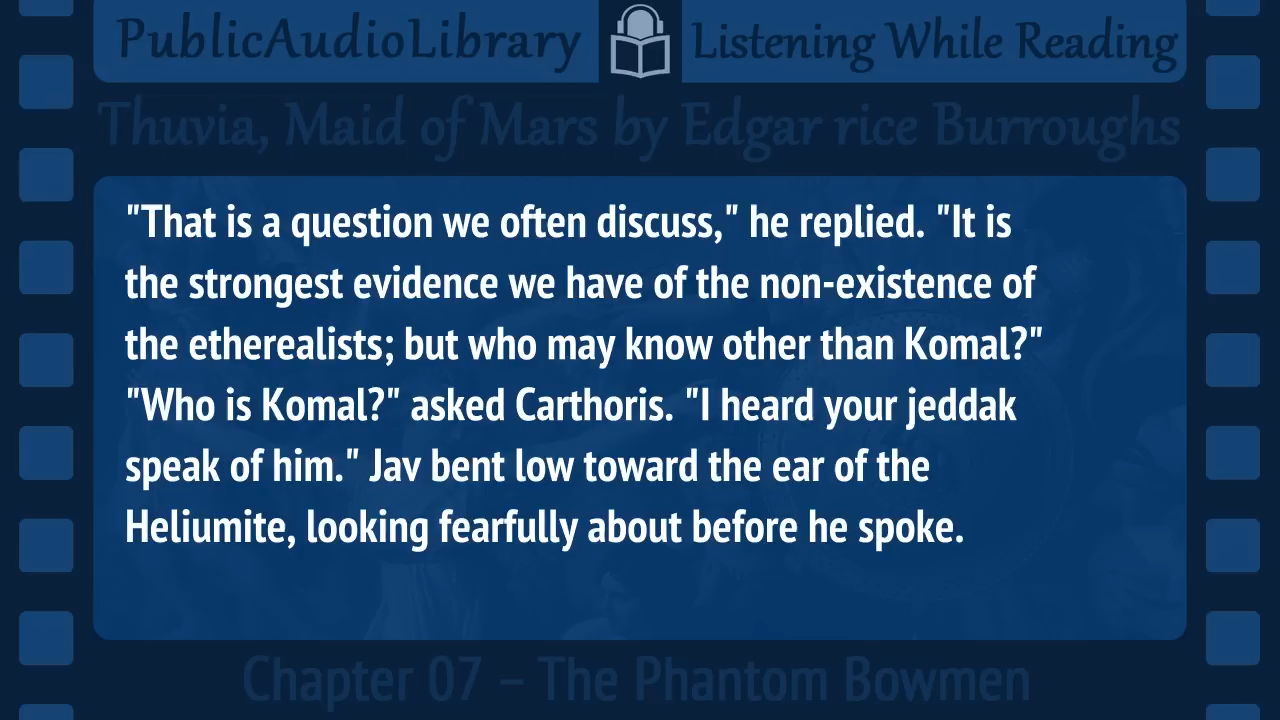 PublicAudioLibrary Listening While Reading
Thuvia, Maid of Mars by Edgar rice Burroughs
"That is a question we often discuss," he replied. "It is
the strongest evidence we have of the non-existence of
the etherealists; but who may know other than Komal?"
"Who is Komal?" asked Carthoris. "I heard your jeddak
speak of him." Jav bent low toward the ear of the
Heliumite, looking fearfully about before he spoke.
Chapter 07 – The Phantom Bowmen